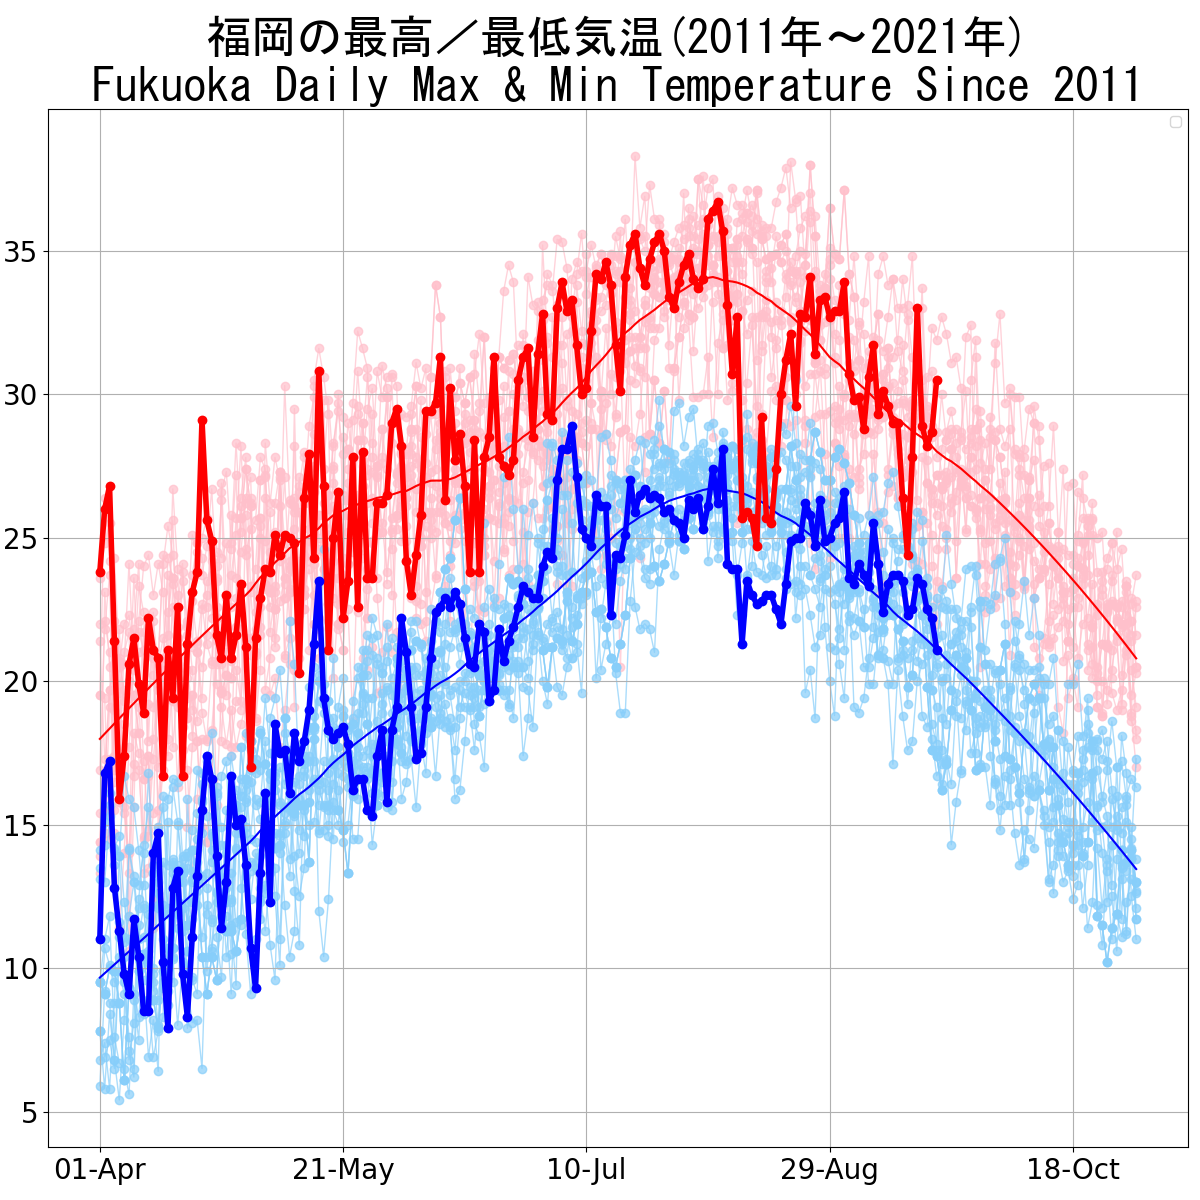 福岡の最高／最低気温(2011年〜2021年)
Fukuoka Daily Max & Min Temperature Since 2011
35
30
25
20
15
10
5
01-Apr 21-May 10-Jul 29-Aug 18-Oct